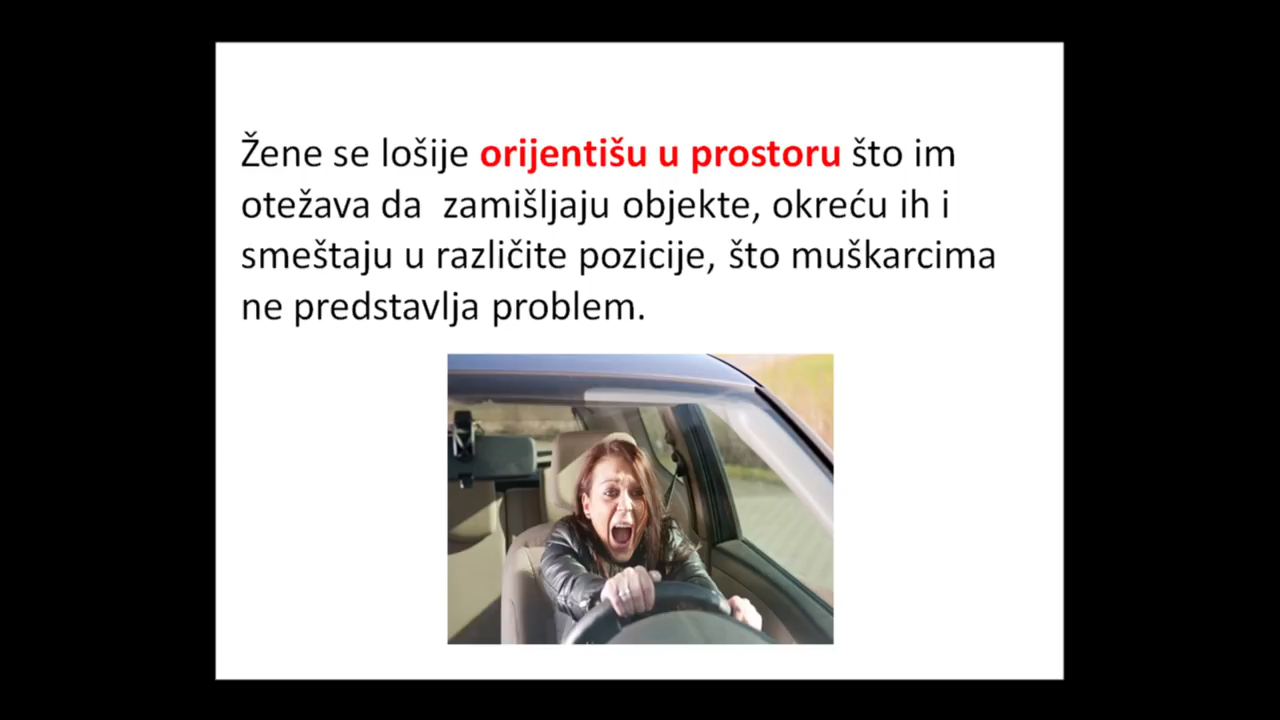 Žene se lošije orijentišu u prostoru što im
otežava da  zamišljaju objekte, okreću ih i
smeštaju u različite pozicije, što muškarcima
ne predstavlja problem.